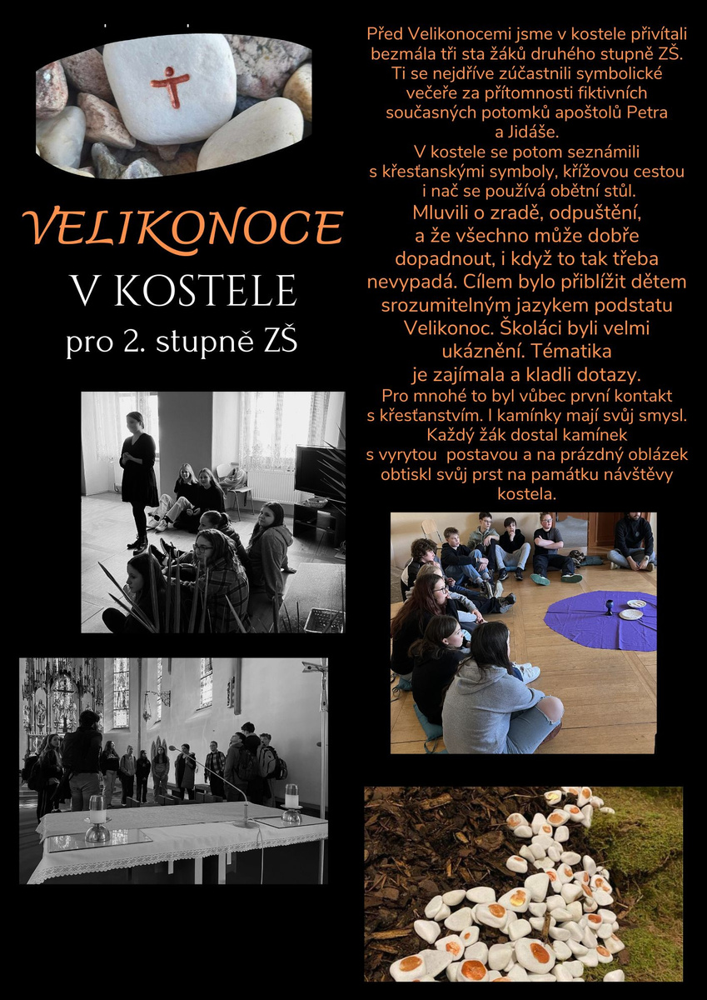 VELIKONOCE
V KOSTELE
pro 2. stupně ZŠ
Před Velikonocemi jsme v kostele přivítali
bezmála tři sta žáků druhého stupně ZŠ.
Ti se nejdříve zúčastnili symbolické
večeře za přítomnosti fiktivních
současných potomků apoštolů Petra
a Jidáše.
V kostele se potom seznámili
s křesťanskými symboly, křížovou cestou
i nač se používá obětní stůl.
Mluvili o zradě, odpuštění,
a že všechno může dobře
dopadnout, i když to tak třeba
nevypadá. Cílem bylo přiblížit dětem
srozumitelným jazykem podstatu
Velikonoc. Školáci byli velmi
ukáznění. Tématika
je zajímala a kladli dotazy.
Pro mnohé to byl vůbec první kontakt
s křesťanstvím. I kamínky mají svůj smysl.
Každý žák dostal kamínek
s vyrytou  postavou a na prázdný oblázek
obtiskl svůj prst na památku návštěvy
kostela.